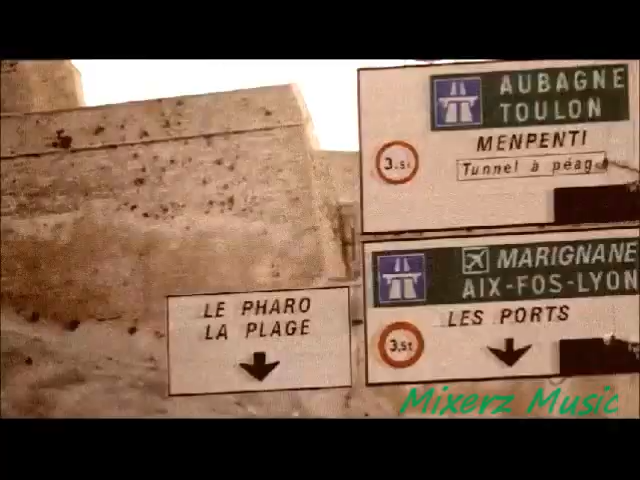 AUBAGNE
TOULON
MENPENTI
3.5t
Tunnel à péage
MARIGNANE
AIX-FOS-LYON
LES PORTS
3,5t
LE PHARO
LA PLAGE
Mixerz Music